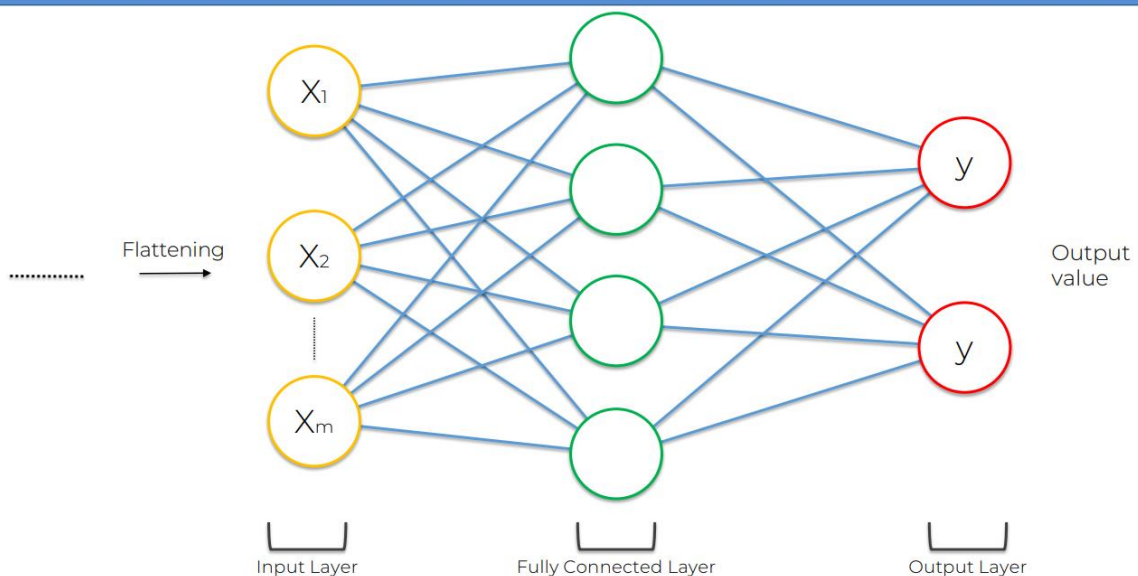 Flattening
X1
X2
Xm
y
y
Output
value
Input Layer
Fully Connected Layer
Output Layer